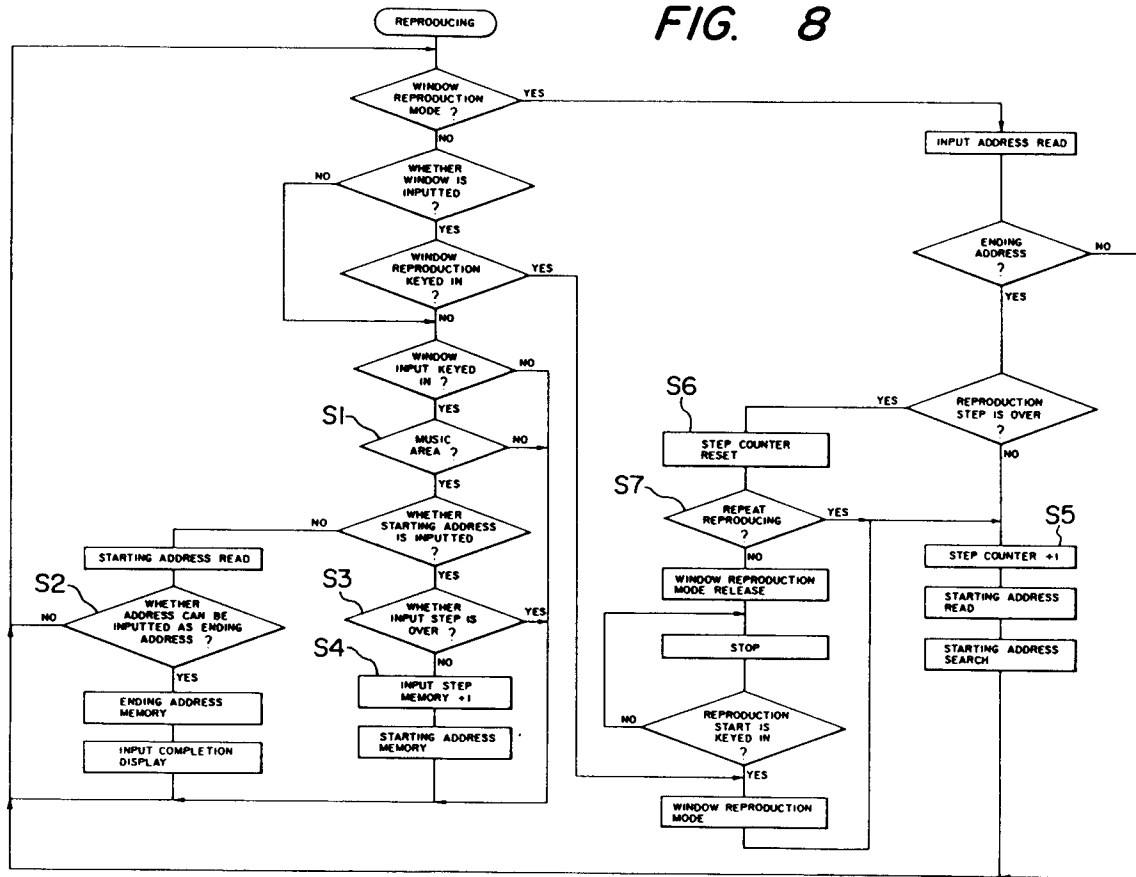 FIG. 8
REPRODUCING
WINDOW
REPRODUCTION
MODE ?
YES
NO
INPUT ADDRESS READ
WHETHER
WINDOW IS
INPUTTED
?
NO
YES
ENDING
ADDRESS
?
NO
YES
WINDOW
REPRODUCTION
KEYED IN
?
YES
NO
WINDOW
INPUT KEYED
IN ?
NO
YES
REPRODUCTION
STEP IS OVER
?
YES
NO
S1
MUSIC
AREA ?
NO
YES
S6
STEP COUNTER
RESET
S7
REPEAT
REPRODUCING ?
YES
NO
WHETHER
STARTING ADDRESS
IS INPUTTED
?
NO
YES
S5
STEP COUNTER +1
STARTING ADDRESS
READ
STARTING ADDRESS
SEARCH
STARTING ADDRESS READ
S2
WHETHER
ADDRESS CAN BE
INPUTTED AS ENDING
ADDRESS ?
NO
YES
S3
WHETHER
INPUT STEP IS
OVER ?
YES
NO
WINDOW REPRODUCTION
MODE RELEASE
STOP
S4
INPUT STEP
MEMORY +1
STARTING ADDRESS
MEMORY
ENDING ADDRESS
MEMORY
INPUT COMPLETION
DISPLAY
REPRODUCTION
START IS
KEYED IN
?
NO
YES
WINDOW REPRODUCTION
MODE